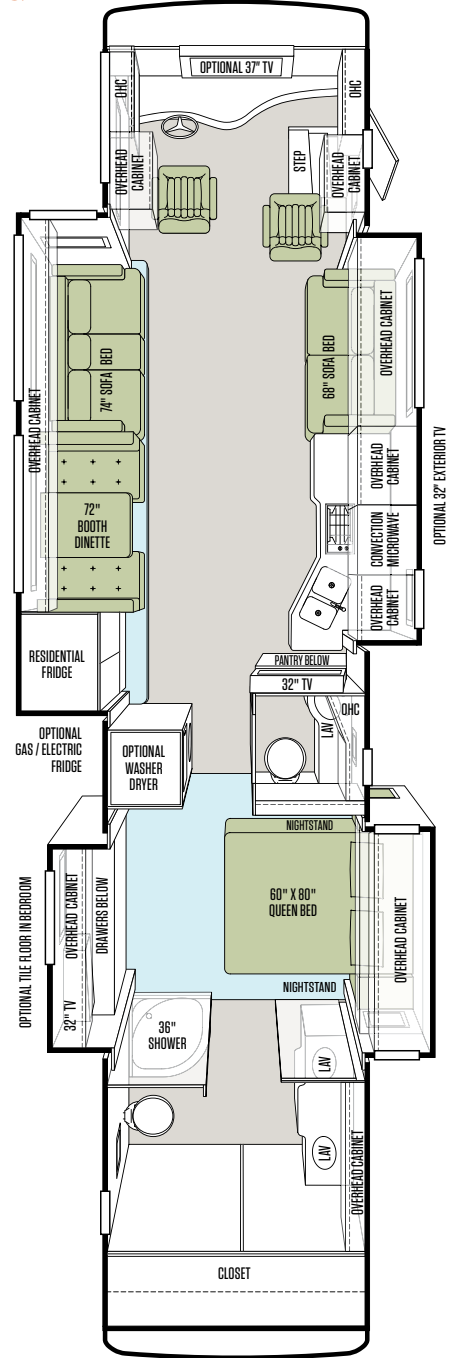 OPTIONAL 37" TV
OHC
OHC
OVERHEAD
CABINET
STEP
OVERHEAD
CABINET
OVERHEAD CABINET
74" SOFA BED
68" SOFA BED
OVERHEAD CABINET
72"
BOOTH
DINETTE
OVERHEAD
CABINET
CONVECTION
MICROWAVE
OVERHEAD
CABINET
OPTIONAL 32" EXTERIOR TV
RESIDENTIAL
FRIDGE
PANTRY BELOW
32" TV
OHC
LAV
OPTIONAL
GAS / ELECTRIC
FRIDGE
OPTIONAL
WASHER
DRYER
NIGHTSTAND
60" X 80"
QUEEN BED
NIGHTSTAND
OVERHEAD CABINET
OPTIONAL TILE FLOOR IN BEDROOM
OVERHEAD CABINET
32" TV
DRAWERS BELOW
36"
SHOWER
LAV
LAV
OVERHEAD CABINET
CLOSET